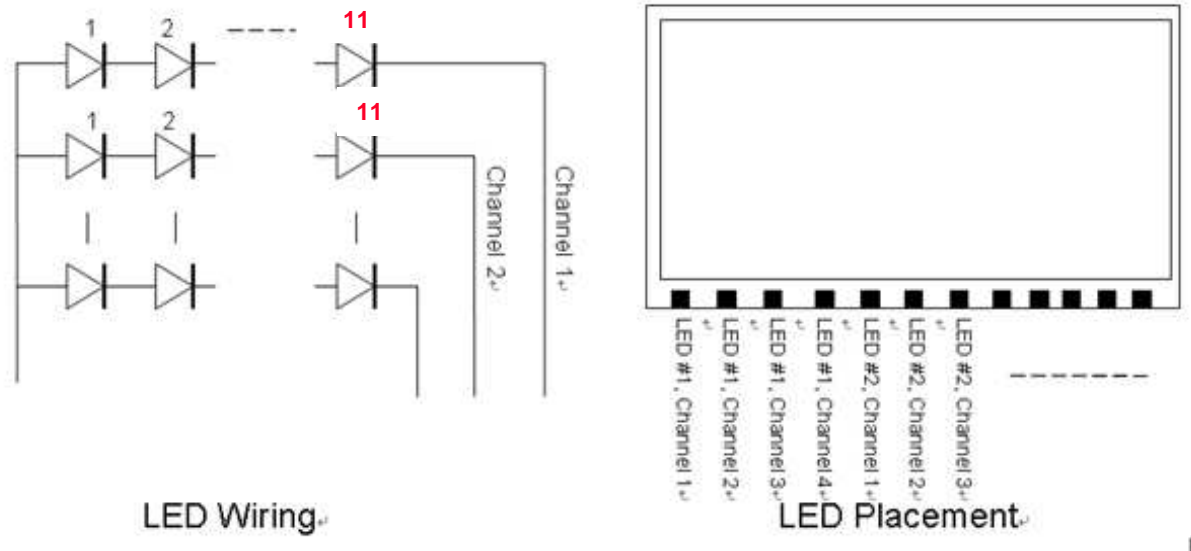 1 2 11
1 2 11
Channel 2
Channel 1
LED Wiring
LED #1, Channel 1
LED #1, Channel 2
LED #1, Channel 3
LED #1, Channel 4
LED #2, Channel 1
LED #2, Channel 2
LED #2, Channel 3
LED Placement